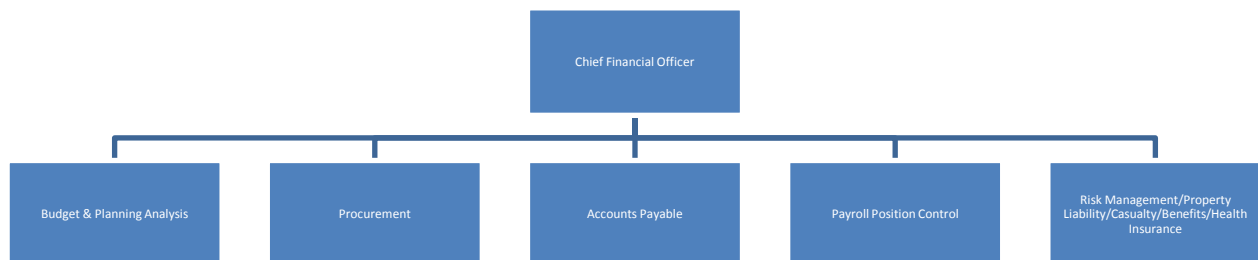 Chief Financial Officer
Budget & Planning Analysis
Procurement
Accounts Payable
Payroll Position Control
Risk Management/Property
Liability/Casualty/Benefits/Health
Insurance